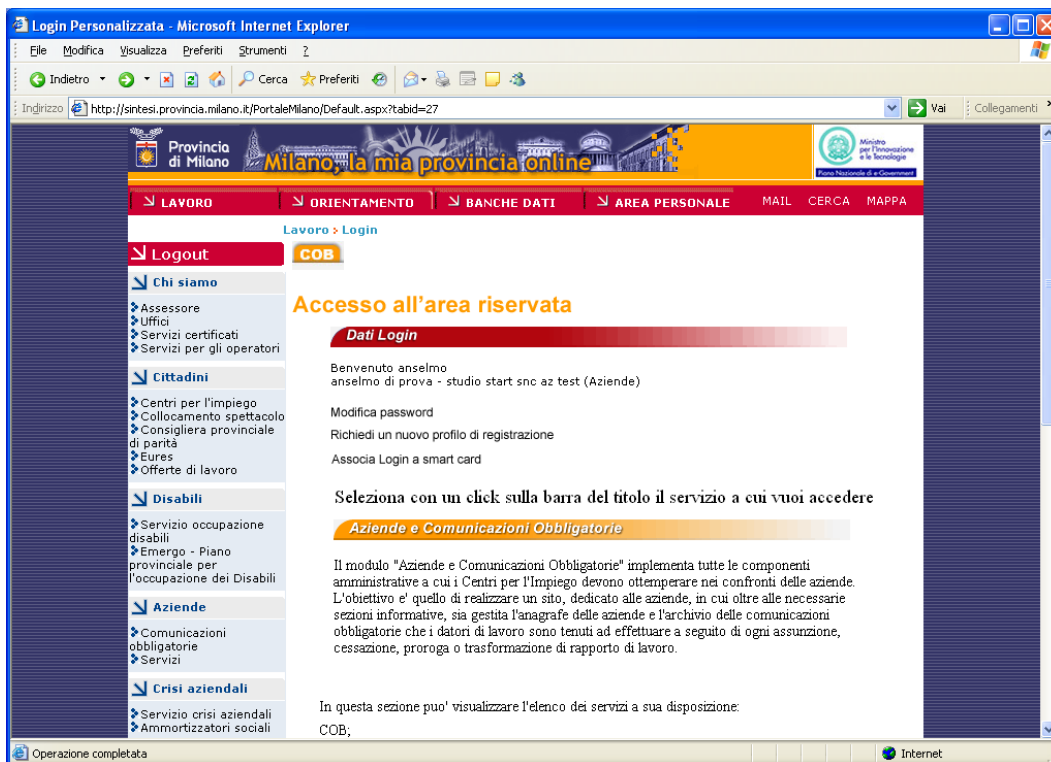 Login Personalizzata - Microsoft Internet Explorer
File Modifica Visualizza Preferiti Strumenti ?
Indietro Cerca Preferiti
Indirizzo http://sintesi.provincia.milano.it/PortaleMilano/Default.aspx?tabid=27 Vai Collegamenti »
Provincia
di Milano
Milano, la mia provincia online
Ministro
per l'Innovazione
e le Tecnologie
Piano Nazionale di e-Government
LAVORO ORIENTAMENTO BANCHE DATI AREA PERSONALE MAIL CERCA MAPPA
Lavoro > Login
Logout
COB
Chi siamo
Assessore
Uffici
Servizi certificati
Servizi per gli operatori
Cittadini
Centri per l'impiego
Collocamento spettacolo
Consigliera provinciale
di parità
Eures
Offerte di lavoro
Disabili
Servizio occupazione
disabili
Emergo - Piano
provinciale per
l'occupazione dei Disabili
Aziende
Comunicazioni
obbligatorie
Servizi
Crisi aziendali
Servizio crisi aziendali
Ammortizzatori sociali
Accesso all'area riservata
Dati Login
Benvenuto anselmo
anselmo di prova - studio start snc az test (Aziende)
Modifica password
Richiedi un nuovo profilo di registrazione
Associa Login a smart card
Seleziona con un click sulla barra del titolo il servizio a cui vuoi accedere
Aziende e Comunicazioni Obbligatorie
Il modulo "Aziende e Comunicazioni Obbligatorie" implementa tutte le componenti
amministrative a cui i Centri per l'Impiego devono ottemperare nei confronti delle aziende.
L'obiettivo e' quello di realizzare un sito, dedicato alle aziende, in cui oltre alle necessarie
sezioni informative, sia gestita l'anagrafe delle aziende e l'archivio delle comunicazioni
obbligatorie che i datori di lavoro sono tenuti ad effettuare a seguito di ogni assunzione,
cessazione, proroga o trasformazione di rapporto di lavoro.
In questa sezione puo' visualizzare l'elenco dei servizi a sua disposizione:
COB;
Operazione completata Internet